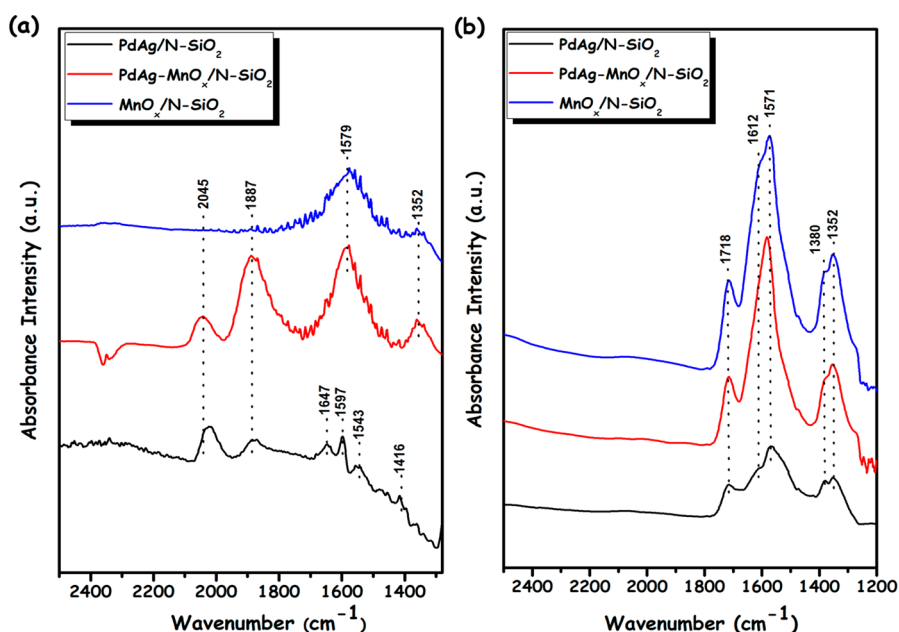 (a)
PdAg/N-SiO₂
PdAg-MnOₓ/N-SiO₂
MnOₓ/N-SiO₂
2045
1887
1579
1352
1647
1597
1543
1416
Absorbance Intensity (a.u.)
2400 2200 2000 1800 1600 1400
Wavenumber (cm⁻¹)
(b)
PdAg/N-SiO₂
PdAg-MnOₓ/N-SiO₂
MnOₓ/N-SiO₂
1718
1612
1571
1380
1352
Absorbance Intensity (a.u.)
2400 2200 2000 1800 1600 1400 1200
Wavenumber (cm⁻¹)